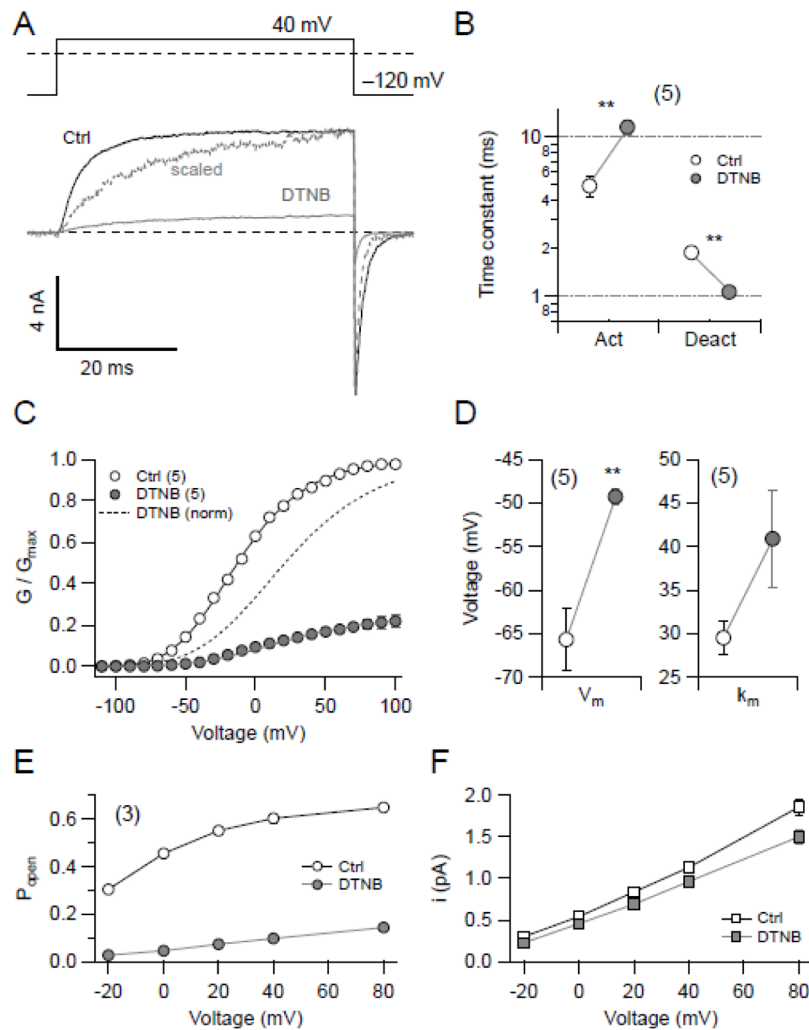 A
40 mV
–120 mV
Ctrl
scaled
DTNB
4 nA
20 ms
B
** (5)
Ctrl
DTNB
**
Time constant (ms)
10
8
6
4
2
1
8
Act Deact
C
Ctrl (5)
DTNB (5)
DTNB (norm)
G / Gmax
1.0
0.8
0.6
0.4
0.2
0.0
-100 -50 0 50 100
Voltage (mV)
D
(5) **
Voltage (mV)
-45
-50
-55
-60
-65
-70
Vm
(5)
50
45
40
35
30
25
km
E
(3)
Ctrl
DTNB
Popen
0.6
0.4
0.2
0.0
-20 0 20 40 60 80
Voltage (mV)
F
i (pA)
2.0
1.5
1.0
0.5
0.0
Ctrl
DTNB
-20 0 20 40 60 80
Voltage (mV)